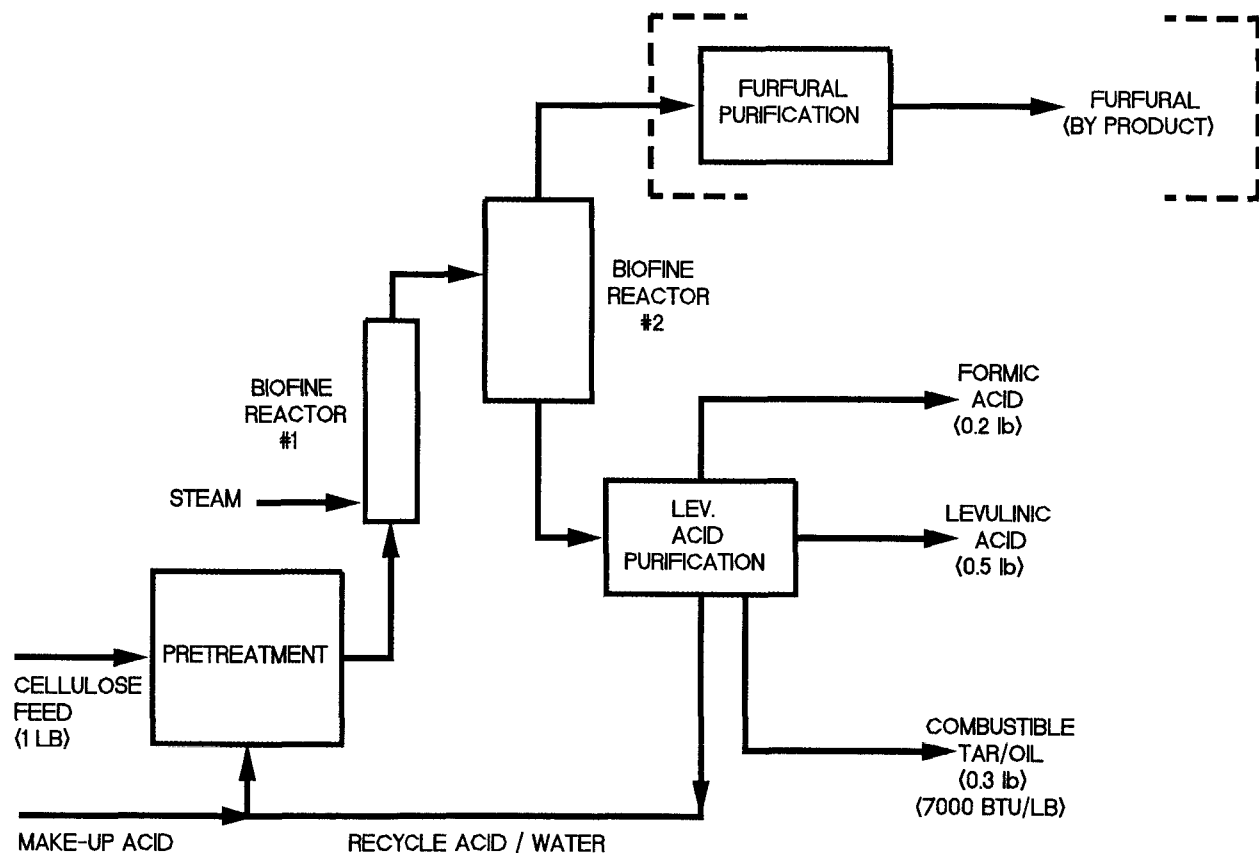 FURFURAL
PURIFICATION
FURFURAL
(BY PRODUCT)
BIOFINE
REACTOR
#2
BIOFINE
REACTOR
#1
STEAM
FORMIC
ACID
(0.2 lb)
LEV.
ACID
PURIFICATION
LEVULINIC
ACID
(0.5 lb)
PRETREATMENT
CELLULOSE
FEED
(1 LB)
COMBUSTIBLE
TAR/OIL
(0.3 lb)
(7000 BTU/LB)
MAKE-UP ACID
RECYCLE ACID / WATER